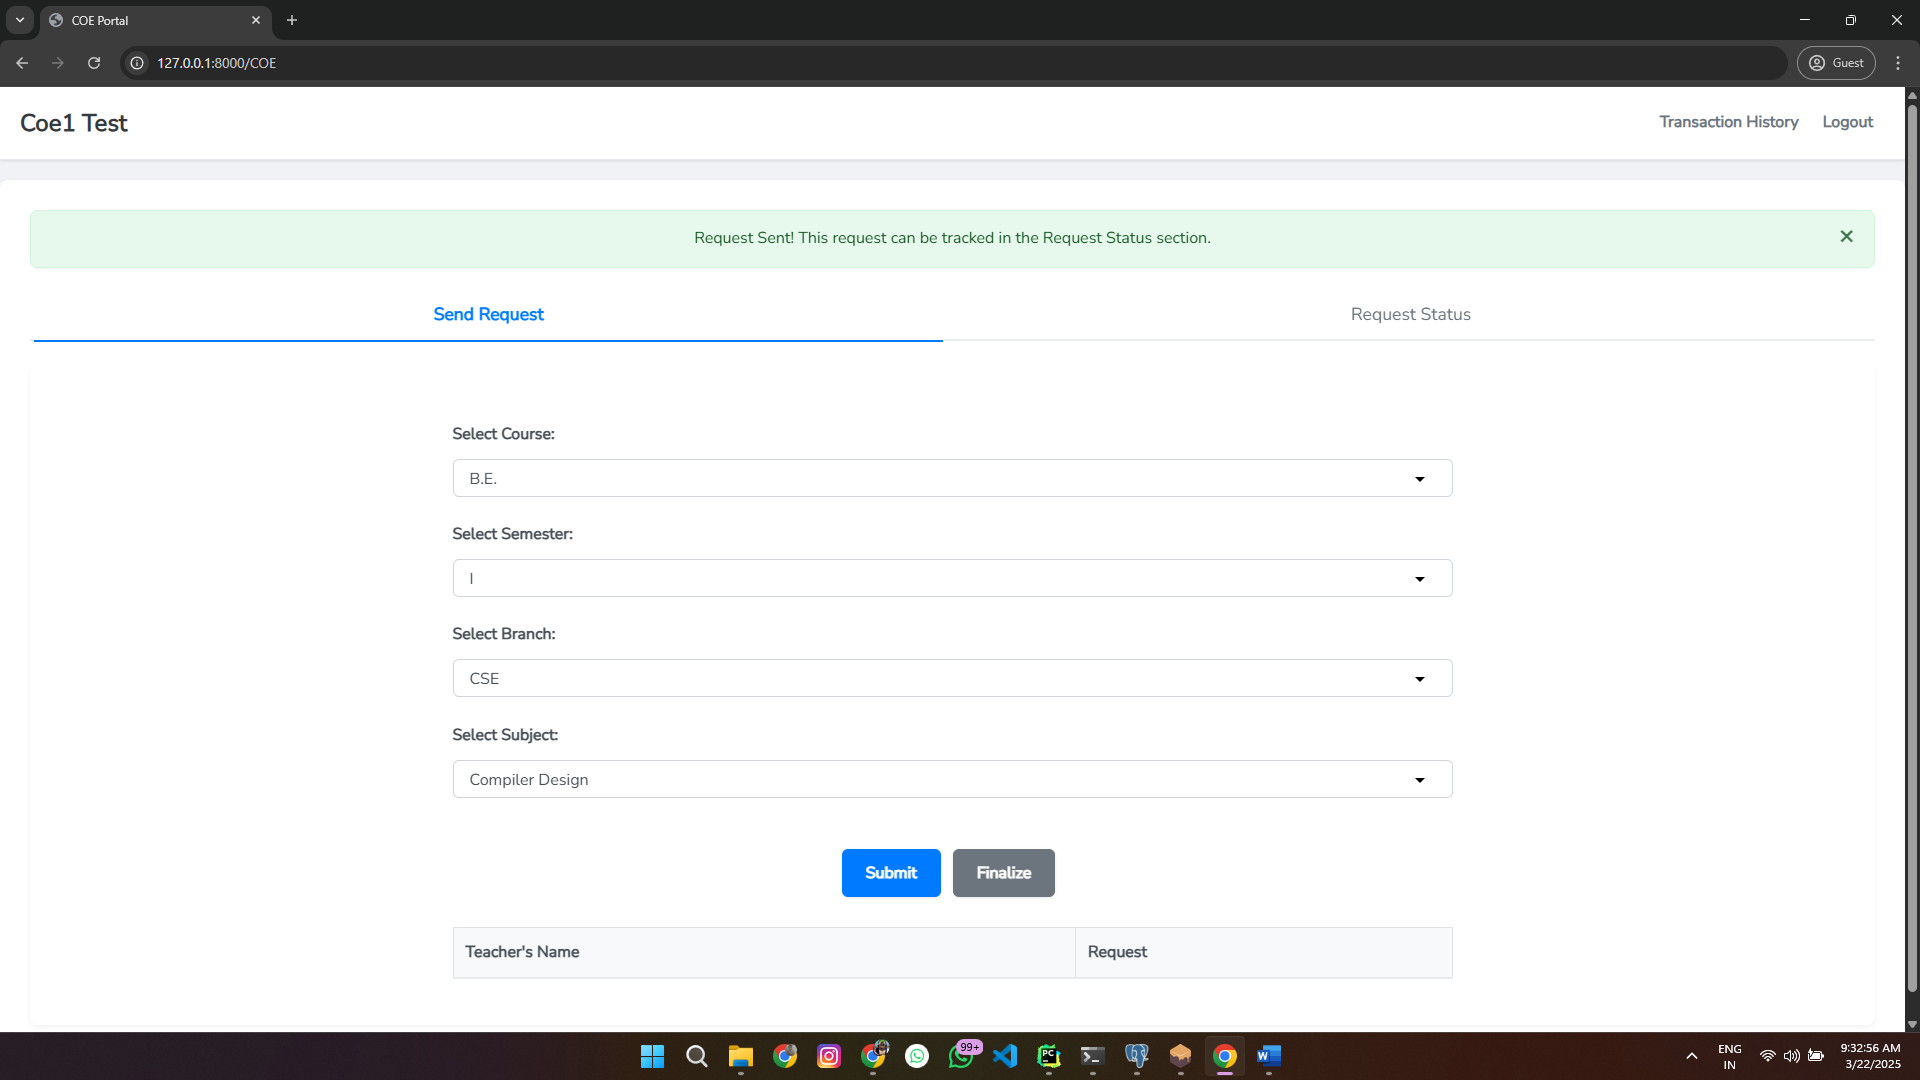 COE Portal
127.0.0.1:8000/COE
Guest
Coe1 Test
Transaction History
Logout
Request Sent! This request can be tracked in the Request Status section.
Send Request
Request Status
Select Course:
B.E.
Select Semester:
I
Select Branch:
CSE
Select Subject:
Compiler Design
Submit
Finalize
Teacher's Name
Request
99+
PC
W
ENG
IN
9:32:56 AM
3/22/2025